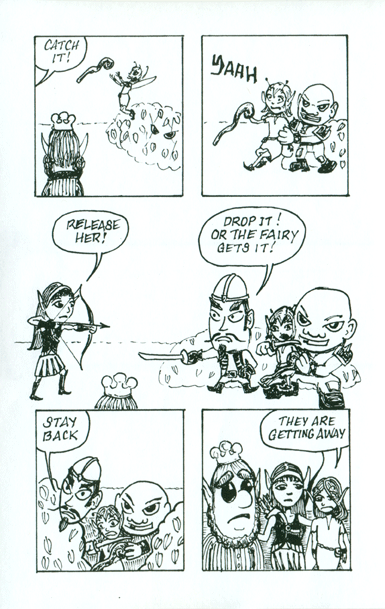 CATCH
IT!
YAAH
RELEASE
HER!
DROP IT!
OR THE FAIRY
GETS IT!
STAY
BACK
THEY ARE
GETTING AWAY